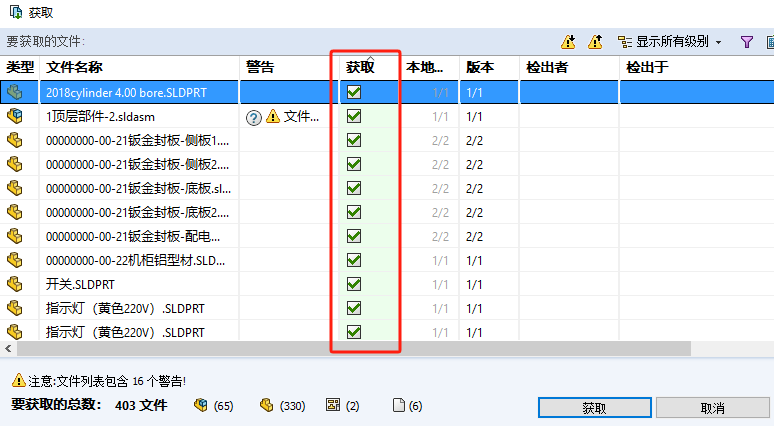 获取
要获取的文件:
显示所有级别
类型 文件名称 警告 获取 本地... 版本 检出者 检出于
2018cylinder 4.00 bore.SLDPRT 1/1 1/1
1顶层部件-2.sldasm 文件... 1/1 1/1
00000000-00-21钣金封板-侧板1.... 2/2 2/2
00000000-00-21钣金封板-侧板2.... 2/2 2/2
00000000-00-21钣金封板-底板.sl... 2/2 2/2
00000000-00-21钣金封板-底板2.... 2/2 2/2
00000000-00-21钣金封板-配电... 2/2 2/2
00000000-00-22机柜铝型材.SLD... 1/1 1/1
开关.SLDPRT 1/1 1/1
指示灯（黄色220V）.SLDPRT 1/1 1/1
指示灯（黄色220V）.SLDPRT 1/1 1/1
注意:文件列表包含 16 个警告!
要获取的总数: 403 文件 (65) (330) (2) (6)
获取 取消